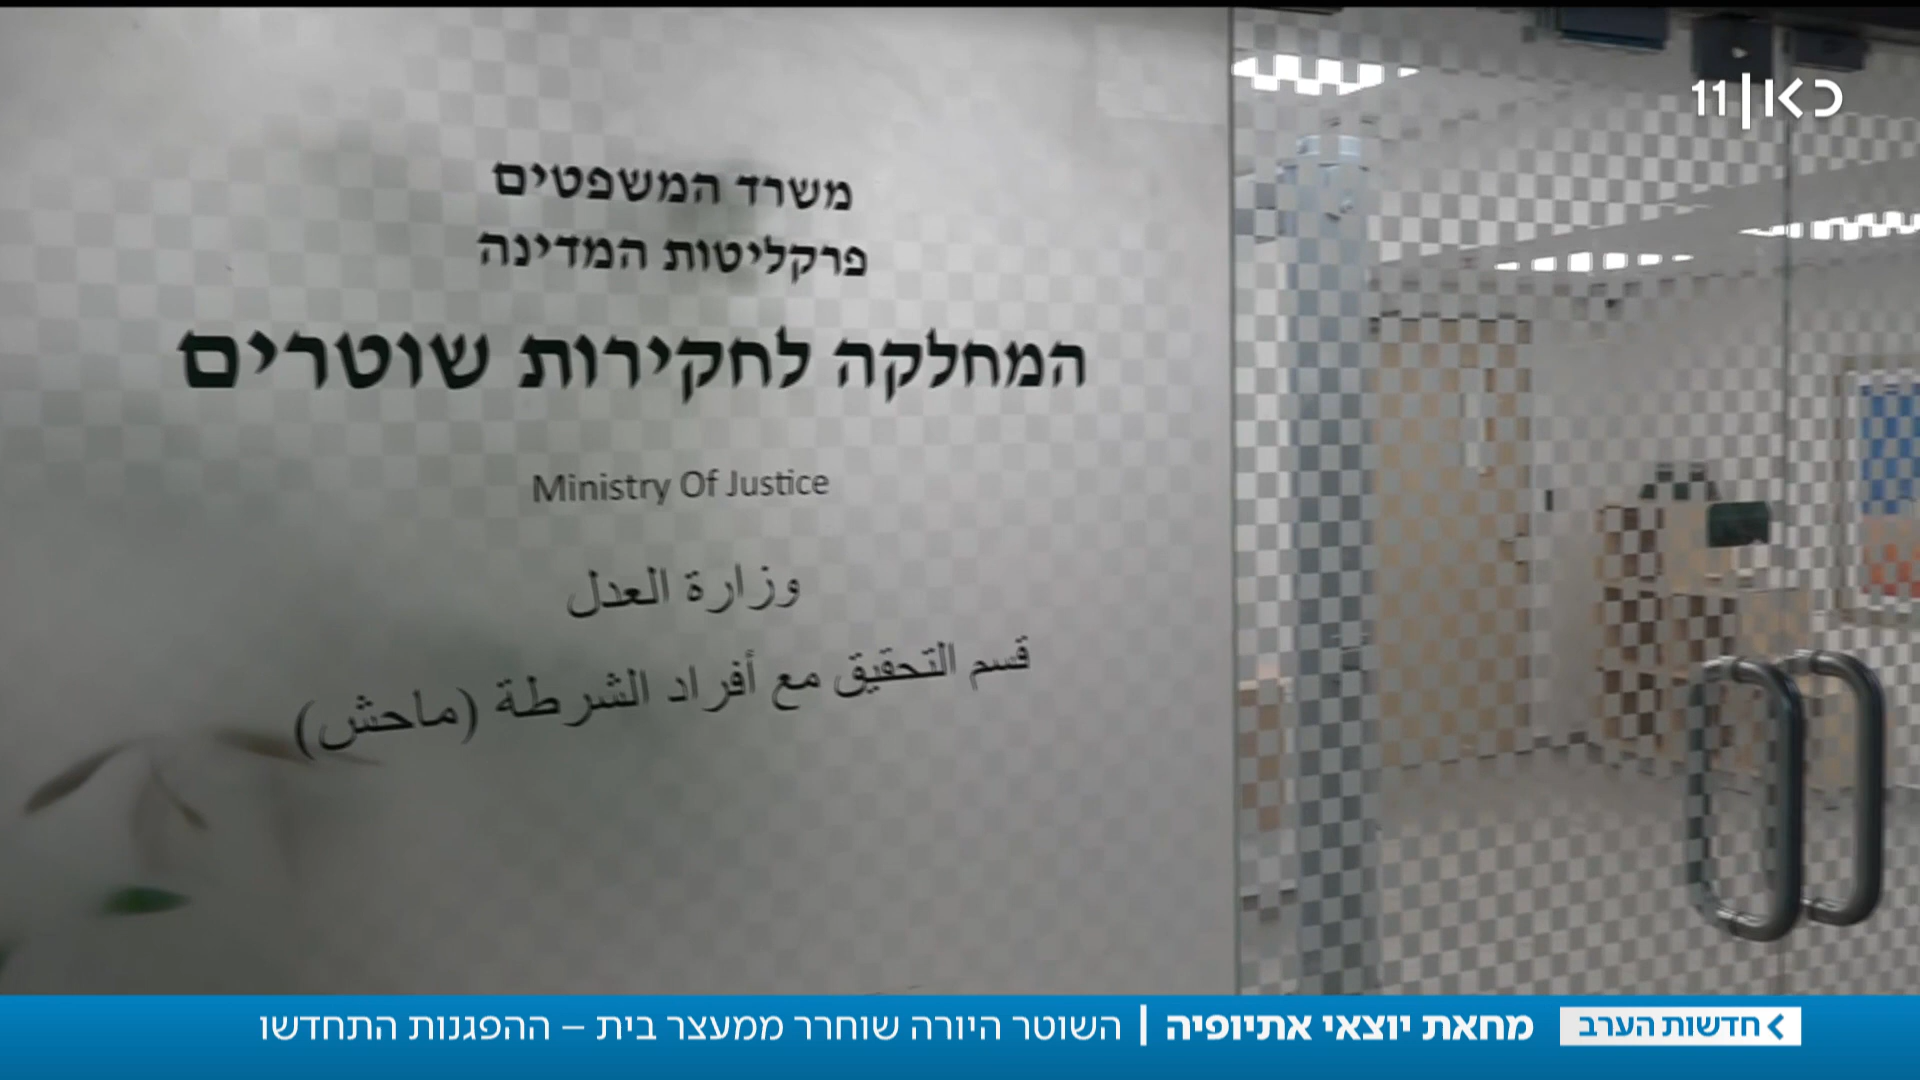 כאן 11
משרד המשפטים
פרקליטות המדינה
המחלקה לחקירות שוטרים
Ministry Of Justice
وزارة العدل
قسم التحقيق مع أفراد الشرطة (ماحش)
חדשות הערב
מחאת יוצאי אתיופיה | השוטר היורה שוחרר ממעצר בית – ההפגנות התחדשו